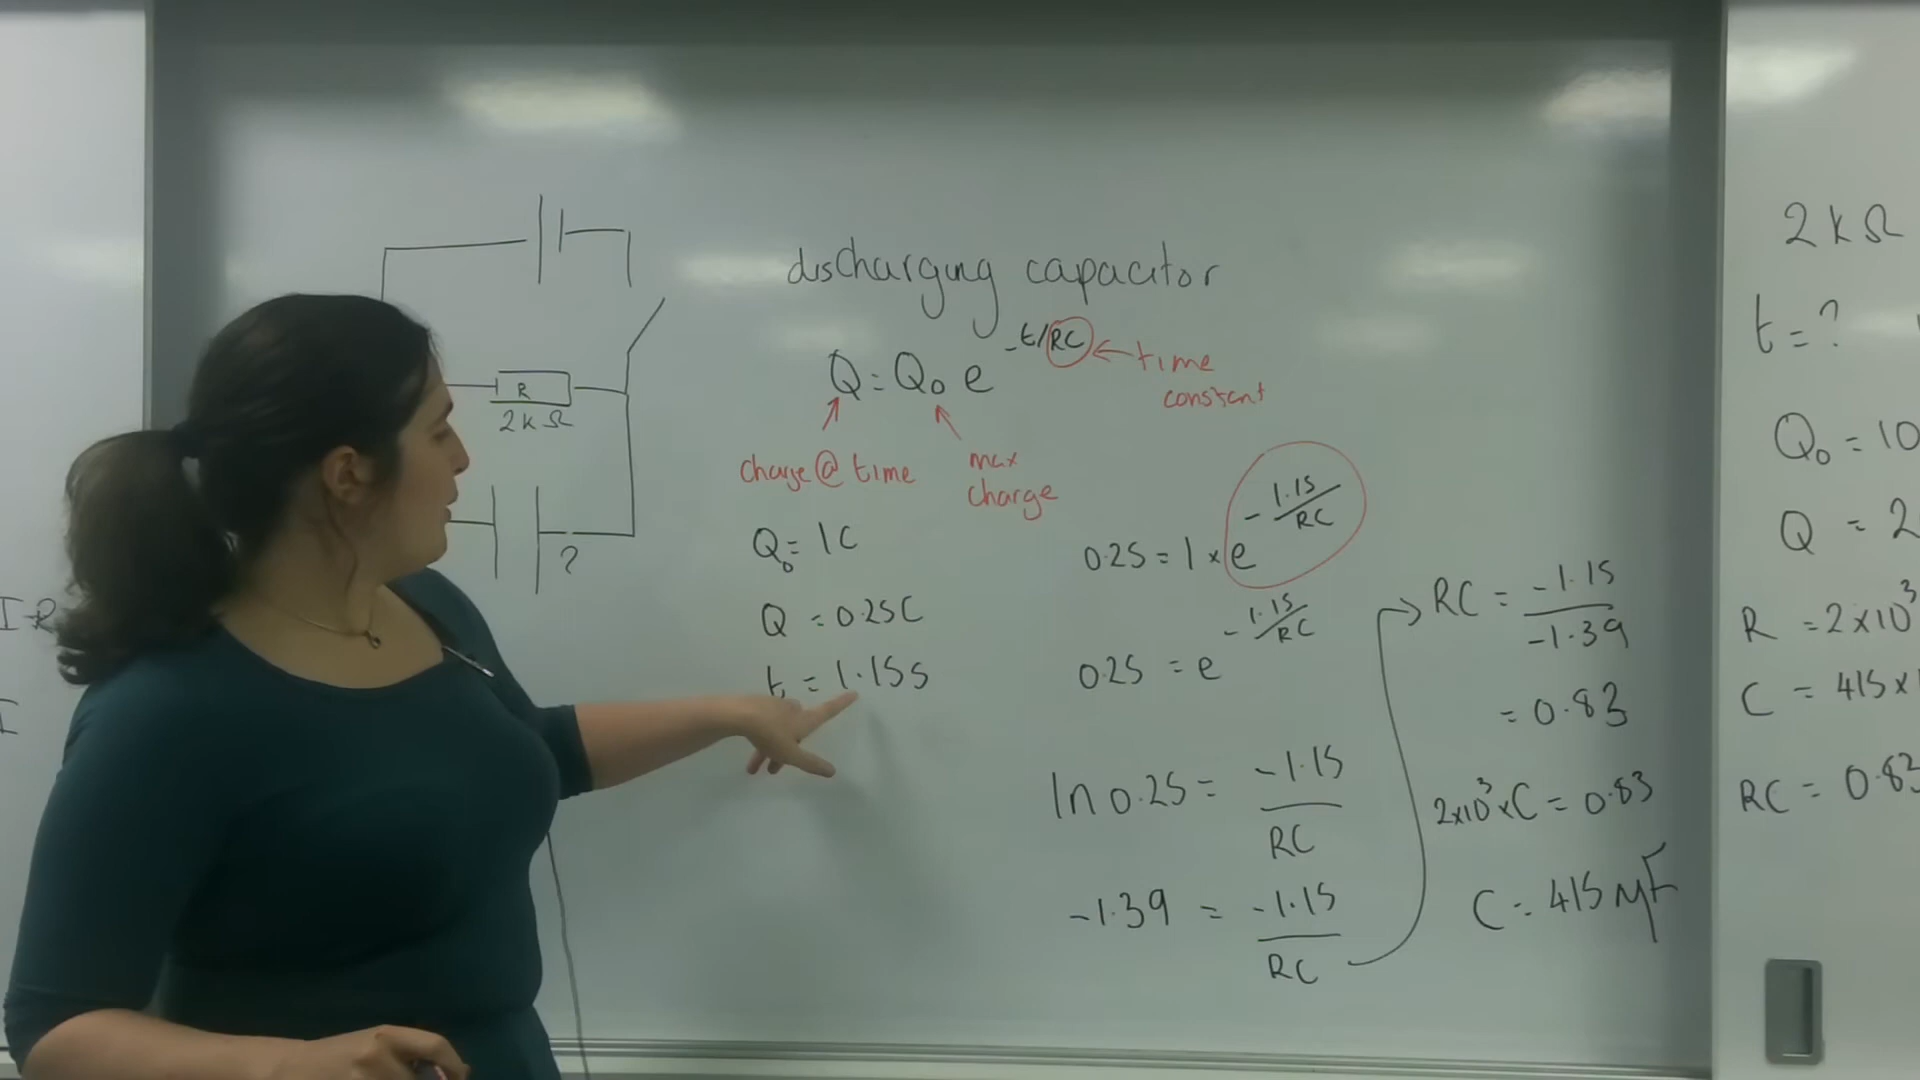 discharging capacitor
Q = Q₀ e^(-t/RC) ← time constant
charge @ time
max charge
Q₀ = 1C
Q = 0.25C
t = 1.15s
R
2kΩ
?
0.25 = 1 × e^(-1.15/RC)
0.25 = e^(-1.15/RC)
ln 0.25 = -1.15/RC
-1.39 = -1.15/RC
RC = -1.15/-1.39
= 0.83
2×10³ × C = 0.83
C = 415μF
2kΩ
t = ?
Q₀ = 10
Q = 2
R = 2×10³
C = 415×1
RC = 0.83